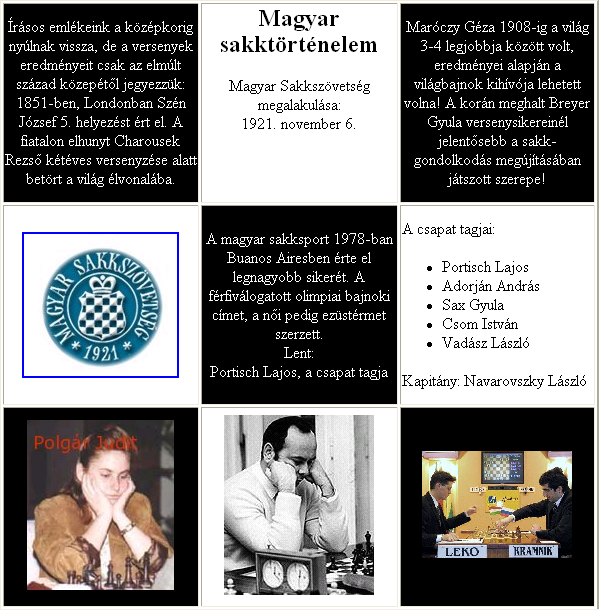 Írásos emlékeink a középkorig
nyúlnak vissza, de a versenyek
eredményeit csak az elmúlt
század közepétől jegyezzük:
1851-ben, Londonban Szén
József 5. helyezést ért el. A
fiatalon elhunyt Charousek
Rezső kétéves versenyzése alatt
betört a világ élvonalába.
Magyar
sakktörténelem
Magyar Sakkszövetség
megalakulása:
1921. november 6.
Maróczy Géza 1908-ig a világ
3-4 legjobbja között volt,
eredményei alapján a
világbajnok kihívója lehetett
volna! A korán meghalt Breyer
Gyula versenysikereinél
jelentősebb a sakk-
gondolkodás megújításában
játszott szerepe!
MAGYAR SAKKSZÖVETSÉG
* 1921 *
A magyar sakksport 1978-ban
Buanos Airesben érte el
legnagyobb sikerét. A
férfiválogatott olimpiai bajnoki
címet, a női pedig ezüstérmet
szerzett.
Lent:
Portisch Lajos, a csapat tagja
A csapat tagjai:
Portisch Lajos
Adorján András
Sax Gyula
Csom István
Vadász László
Kapitány: Navarovszky László
Polgár Judit
LEKO
KRAMNIK